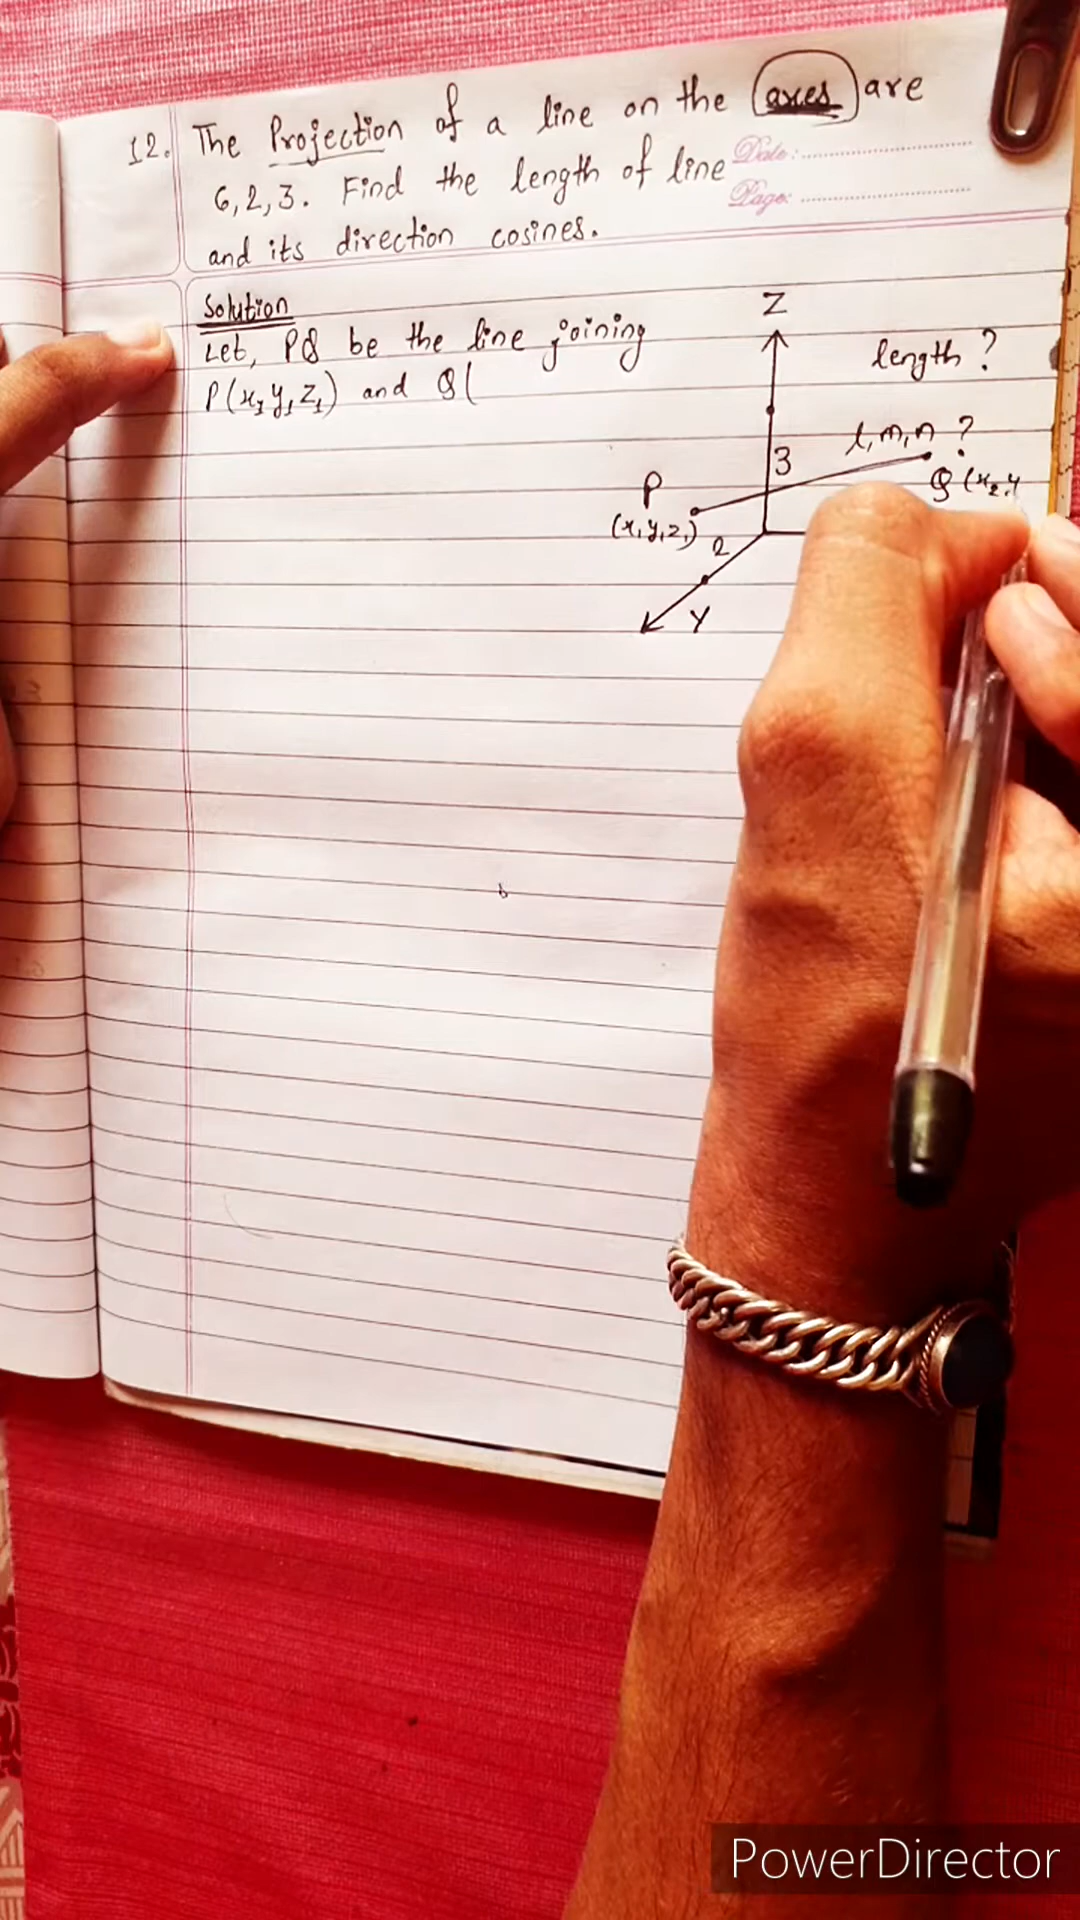 12. The Projection of a line on the axes are
Date:
6,2,3. Find the length of line
Page:
and its direction cosines.
Solution
Let, PQ be the line joining
P(x₁ y₁ z₁) and Q(
Z
length ?
l, m, n ?
3
P
Q (x₂, y
(x₁ y₁ z₁)
2
Y
PowerDirector